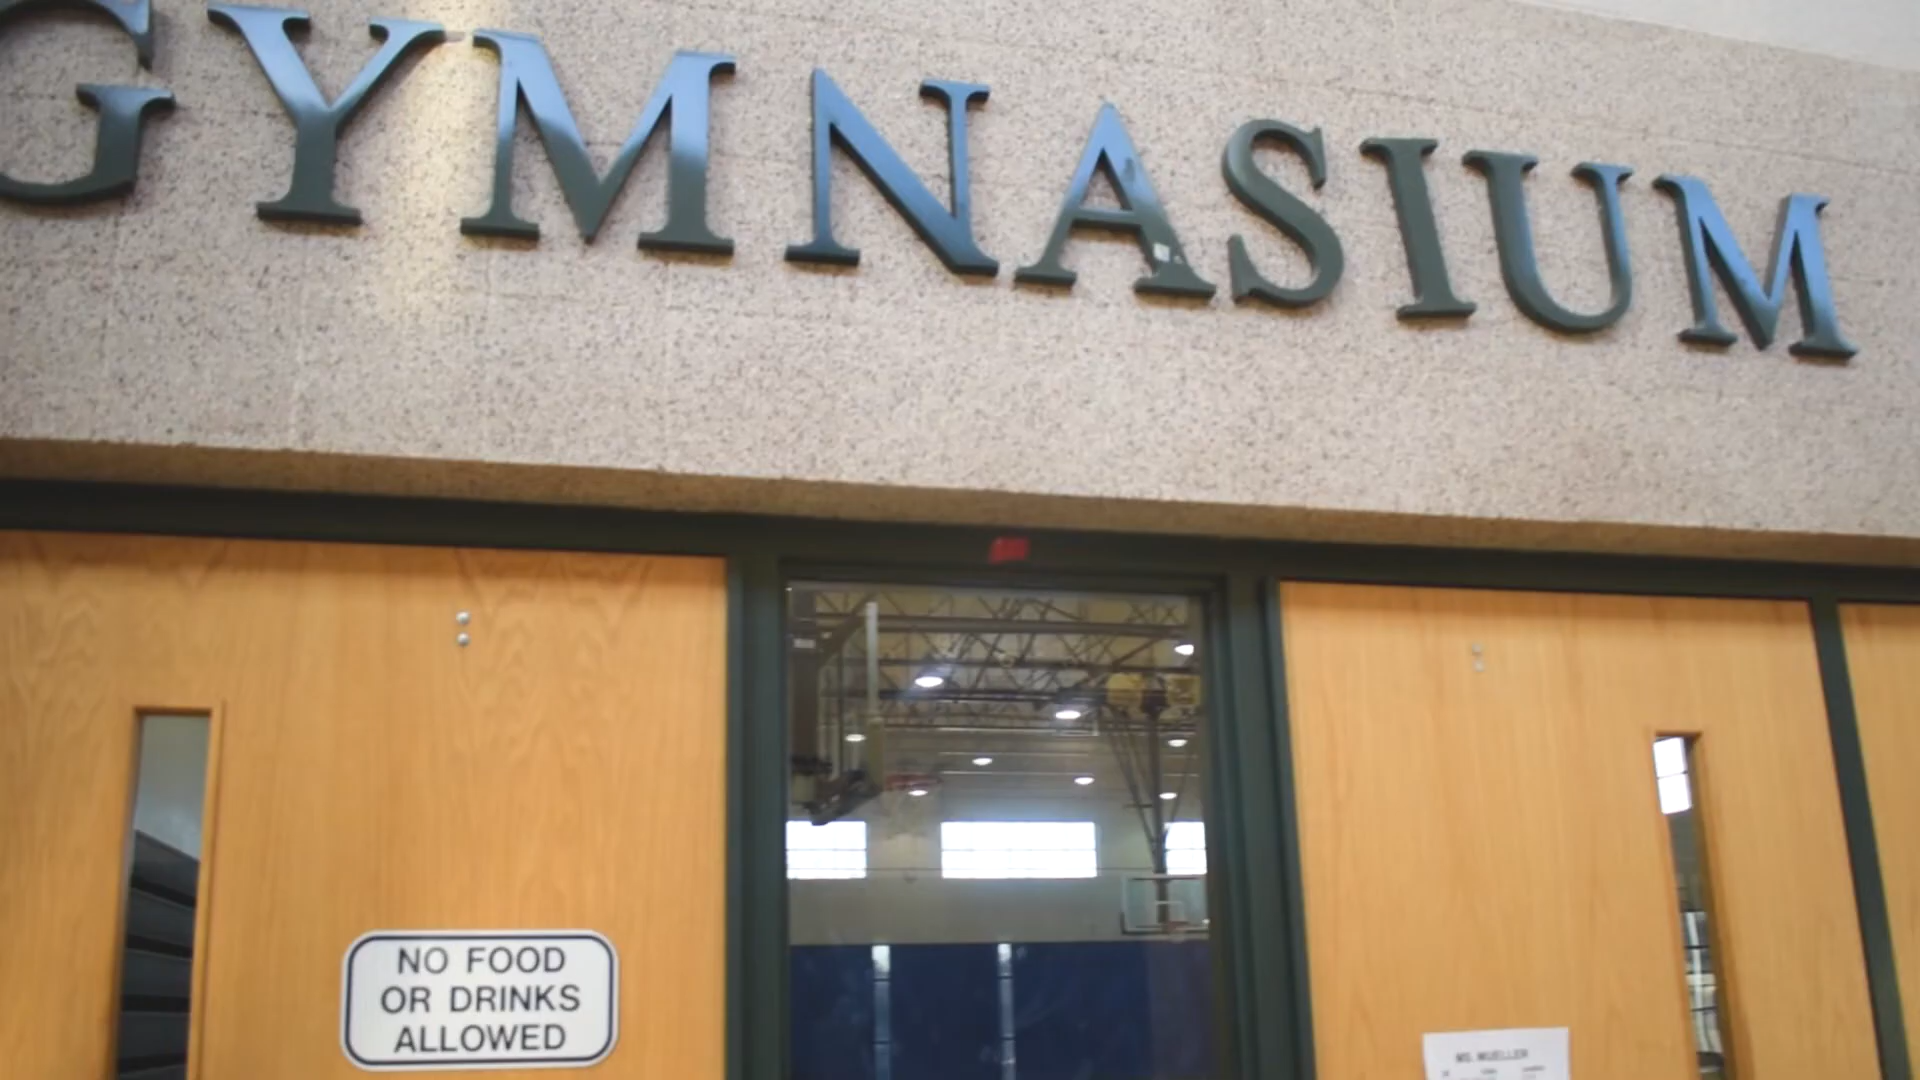 GYMNASIUM
NO FOOD
OR DRINKS
ALLOWED
MS. MUELLER